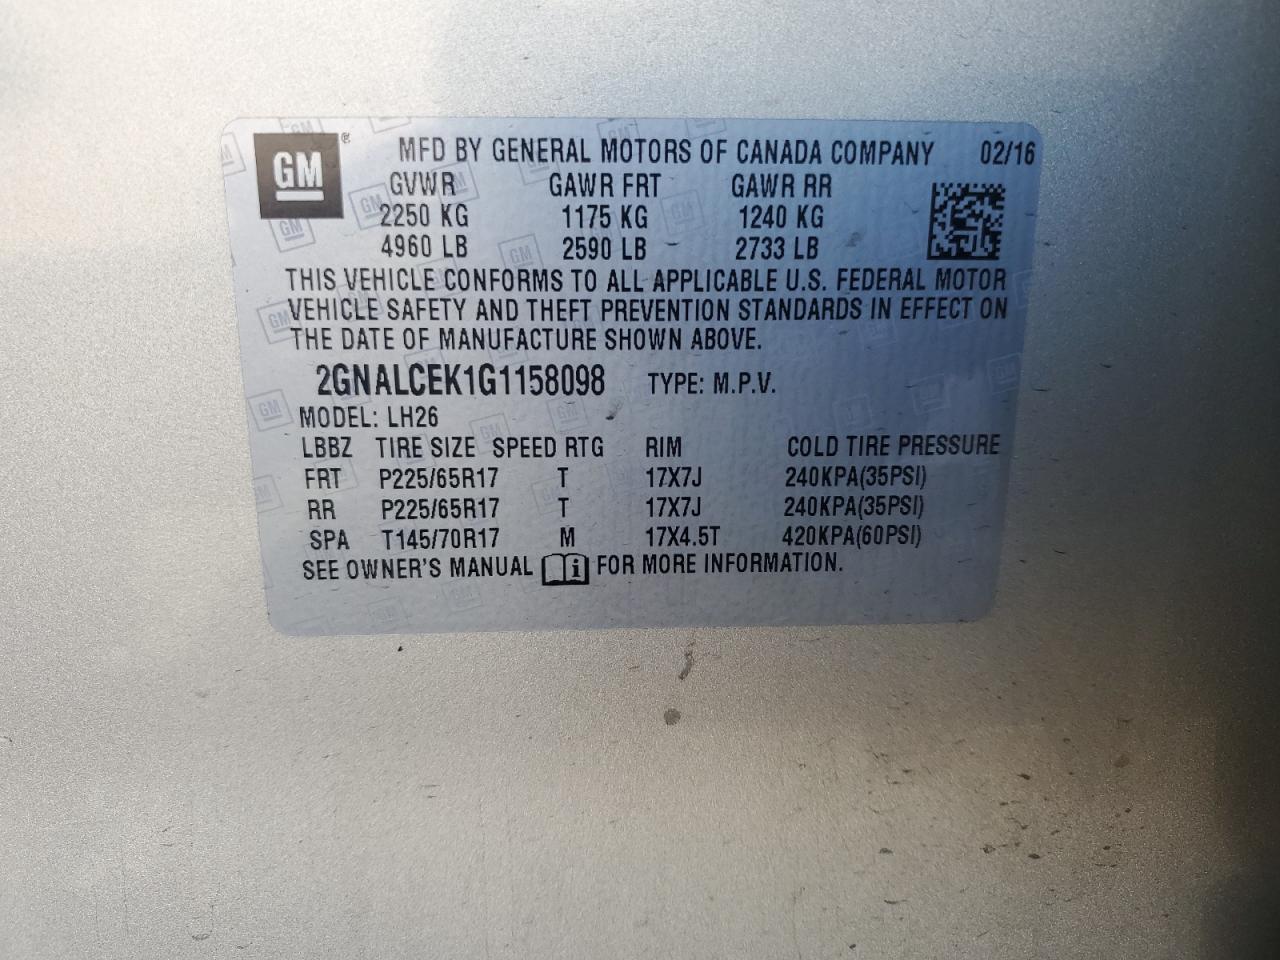 GM ® MFD BY GENERAL MOTORS OF CANADA COMPANY 02/16
GVWR GAWR FRT GAWR RR
2250 KG 1175 KG 1240 KG
4960 LB 2590 LB 2733 LB
THIS VEHICLE CONFORMS TO ALL APPLICABLE U.S. FEDERAL MOTOR
VEHICLE SAFETY AND THEFT PREVENTION STANDARDS IN EFFECT ON
THE DATE OF MANUFACTURE SHOWN ABOVE.
2GNALCEK1G1158098 TYPE: M.P.V.
MODEL: LH26
LBBZ TIRE SIZE SPEED RTG RIM COLD TIRE PRESSURE
FRT P225/65R17 T 17X7J 240KPA(35PSI)
RR P225/65R17 T 17X7J 240KPA(35PSI)
SPA T145/70R17 M 17X4.5T 420KPA(60PSI)
SEE OWNER'S MANUAL i FOR MORE INFORMATION.